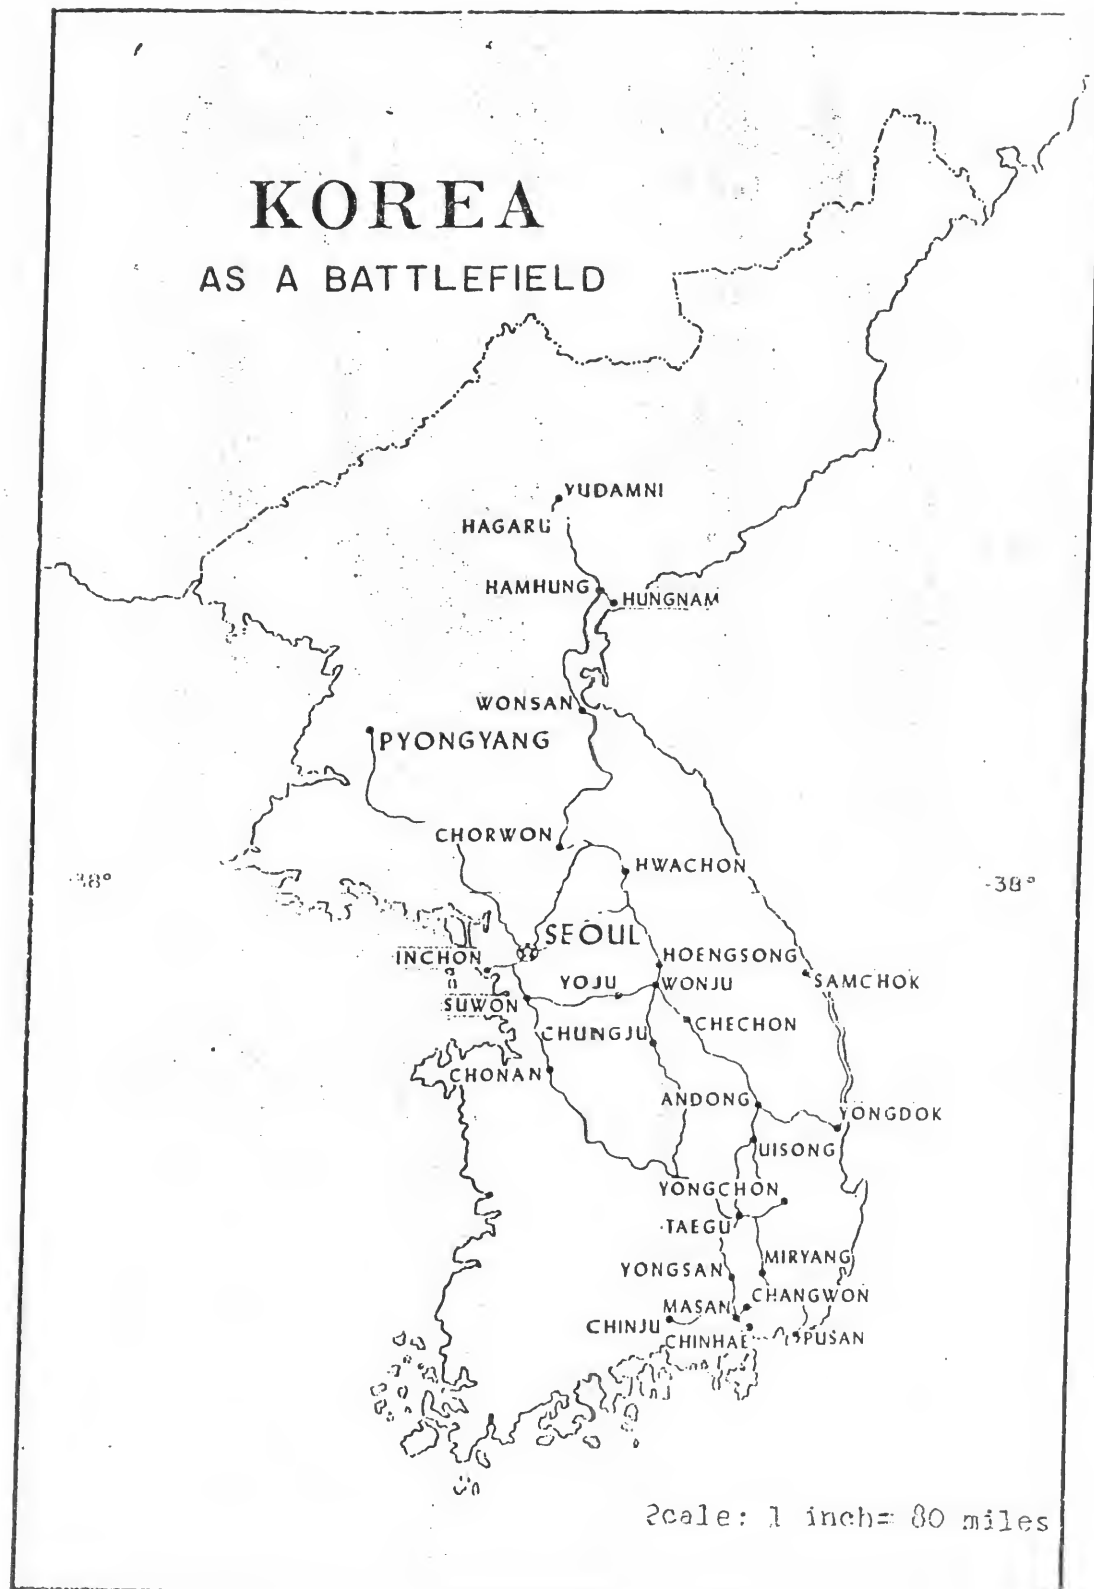 KOREA
AS A BATTLEFIELD
YUDAMNI
HAGARU
HAMHUNG
HUNGNAM
WONSAN
PYONGYANG
CHORWON
HWACHON
38°
38°
SEOUL
INCHON
HOENGSONG
SAMCHOK
YOJU
WONJU
SUWON
CHECHON
CHUNGJU
CHONAN
ANDONG
YONGDOK
UISONG
YONGCHON
TAEGU
MIRYANG
YONGSAN
CHANGWON
MASAN
CHINJU
CHINHAE
PUSAN
Scale: 1 inch= 80 miles